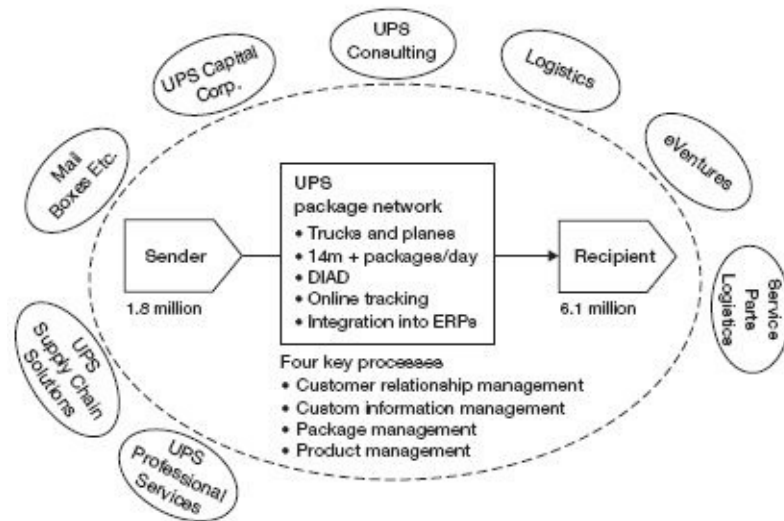 UPS
Consulting
Logistics
UPS Capital
Corp.
eVentures
Mail
Boxes Etc.
UPS
package network
• Trucks and planes
• 14m + packages/day
• DIAD
• Online tracking
• Integration into ERPs
Sender
1.8 million
Recipient
6.1 million
Service
Parts
Logistics
Four key processes
• Customer relationship management
• Custom information management
• Package management
• Product management
UPS
Supply Chain
Solutions
UPS
Professional
Services